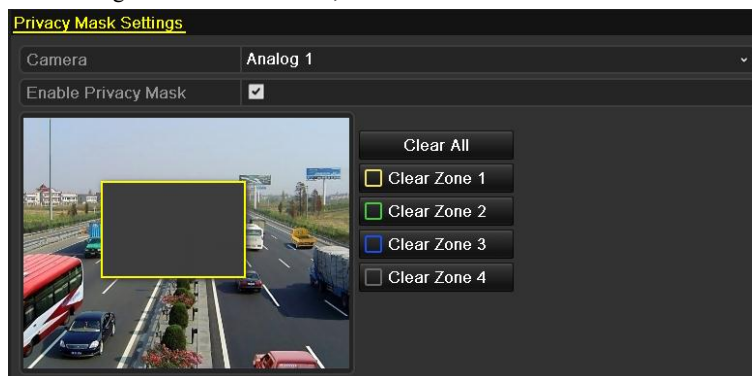 Privacy Mask Settings
Camera Analog 1
Enable Privacy Mask
Clear All
Clear Zone 1
Clear Zone 2
Clear Zone 3
Clear Zone 4